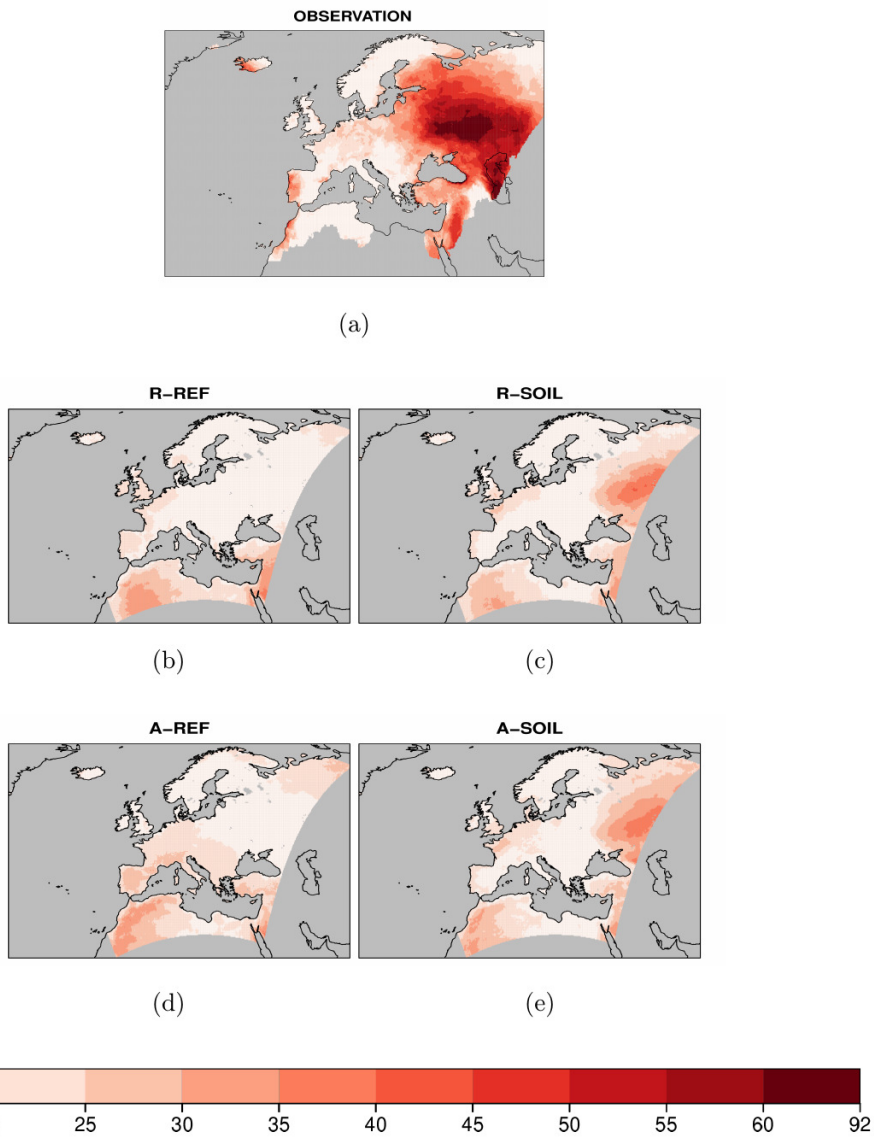 OBSERVATION
(a)
R−REF R−SOIL
(b) (c)
A−REF A−SOIL
(d) (e)
25 30 35 40 45 50 55 60 92